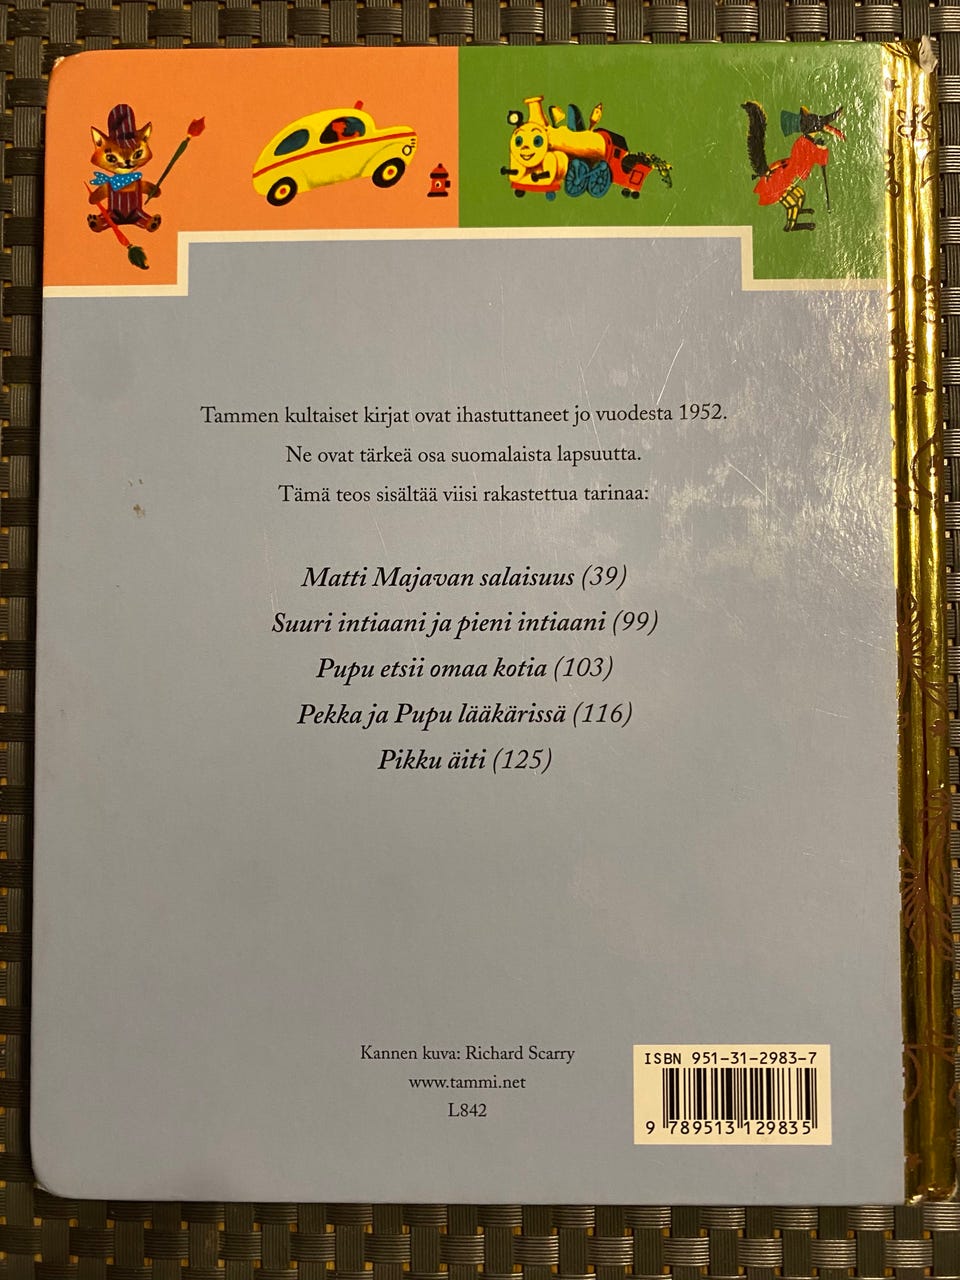 Tammen kultaiset kirjat ovat ihastuttaneet jo vuodesta 1952.
Ne ovat tärkeä osa suomalaista lapsuutta.
Tämä teos sisältää viisi rakastettua tarinaa:
Matti Majavan salaisuus (39)
Suuri intiaani ja pieni intiaani (99)
Pupu etsii omaa kotia (103)
Pekka ja Pupu lääkärissä (116)
Pikku äiti (125)
Kannen kuva: Richard Scarry
www.tammi.net
L842
ISBN 951-31-2983-7
9 789513 129835